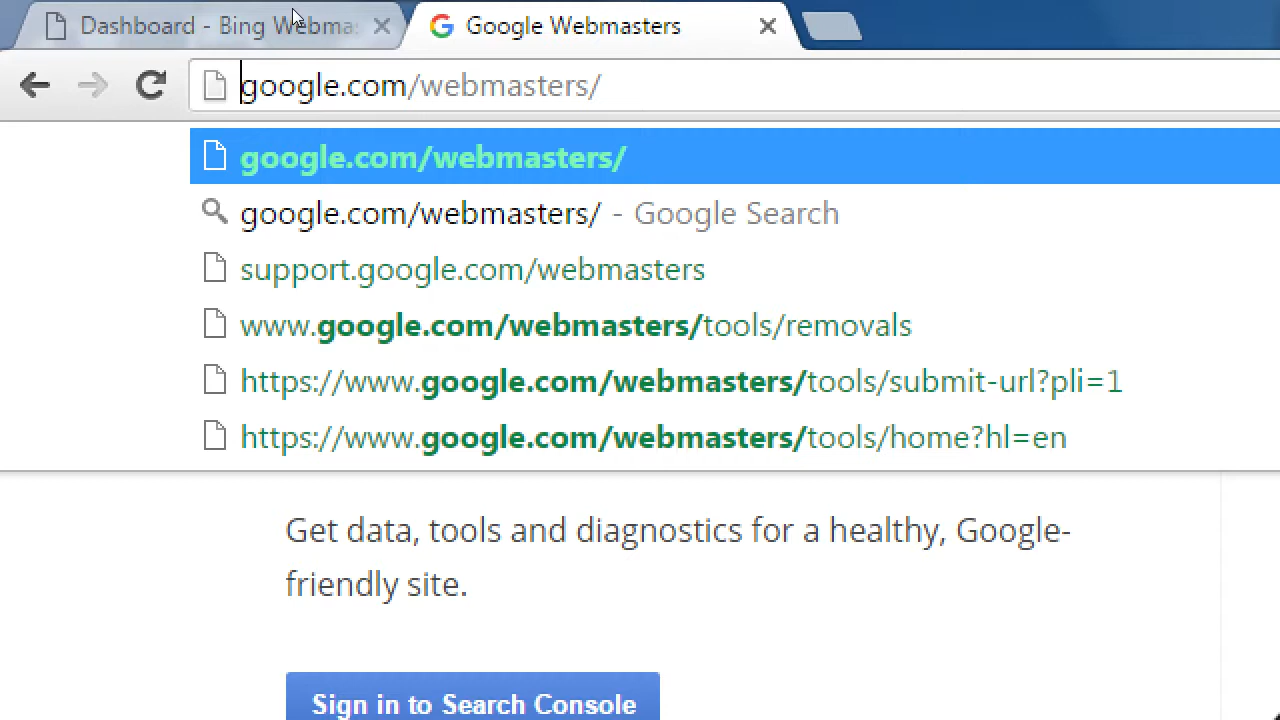 Dashboard - Bing Webma
Google Webmasters
google.com/webmasters/
google.com/webmasters/
google.com/webmasters/ - Google Search
support.google.com/webmasters
www.google.com/webmasters/tools/removals
https://www.google.com/webmasters/tools/submit-url?pli=1
https://www.google.com/webmasters/tools/home?hl=en
Get data, tools and diagnostics for a healthy, Google-
friendly site.
Sign in to Search Console